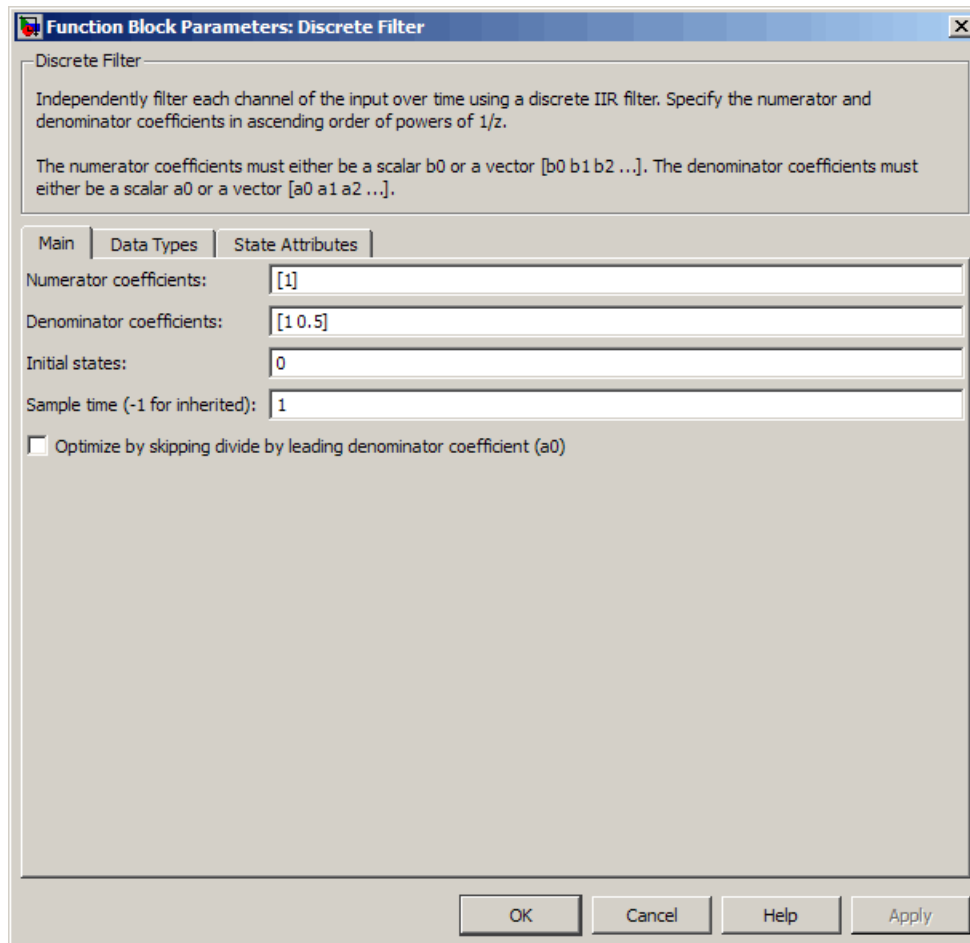 Function Block Parameters: Discrete Filter
Discrete Filter
Independently filter each channel of the input over time using a discrete IIR filter. Specify the numerator and
denominator coefficients in ascending order of powers of 1/z.
The numerator coefficients must either be a scalar b0 or a vector [b0 b1 b2 ...]. The denominator coefficients must
either be a scalar a0 or a vector [a0 a1 a2 ...].
Main Data Types State Attributes
Numerator coefficients: [1]
Denominator coefficients: [1 0.5]
Initial states: 0
Sample time (-1 for inherited): 1
Optimize by skipping divide by leading denominator coefficient (a0)
OK Cancel Help Apply